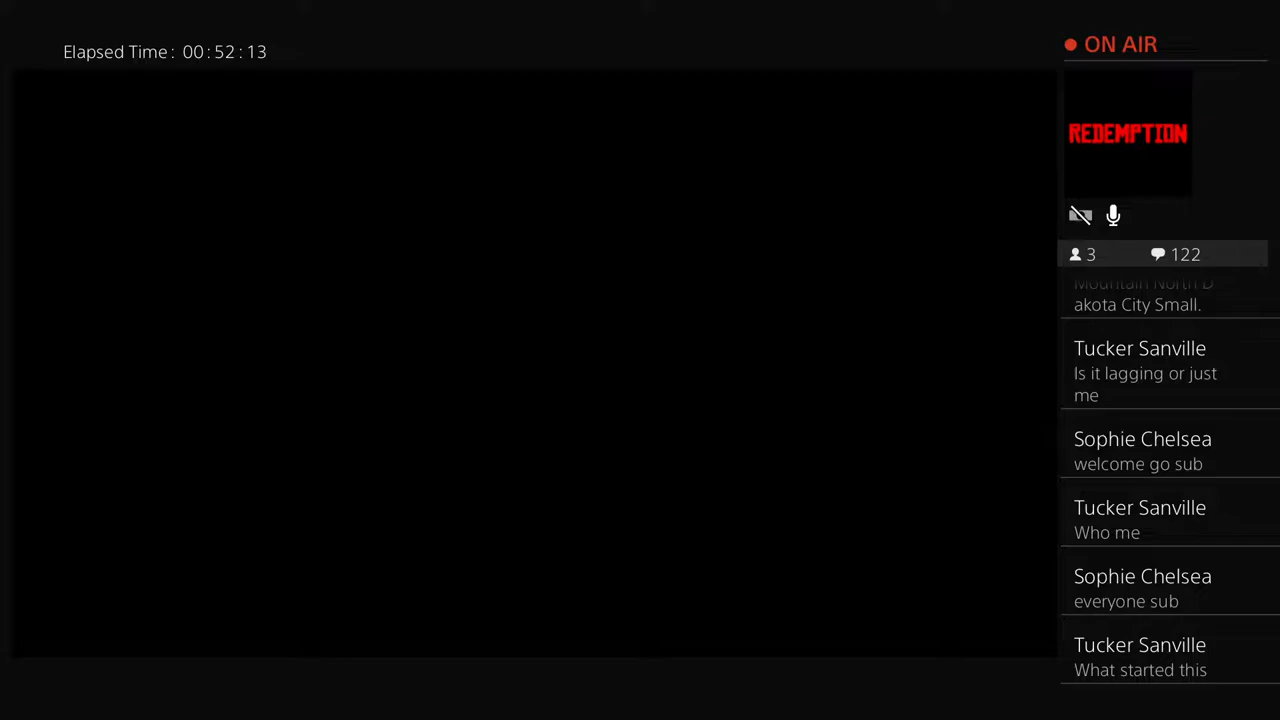 Elapsed Time: 00:52:13
ON AIR
REDEMPTION
3 122
Mountain North D
akota City Small.
Tucker Sanville
Is it lagging or just
me
Sophie Chelsea
welcome go sub
Tucker Sanville
Who me
Sophie Chelsea
everyone sub
Tucker Sanville
What started this